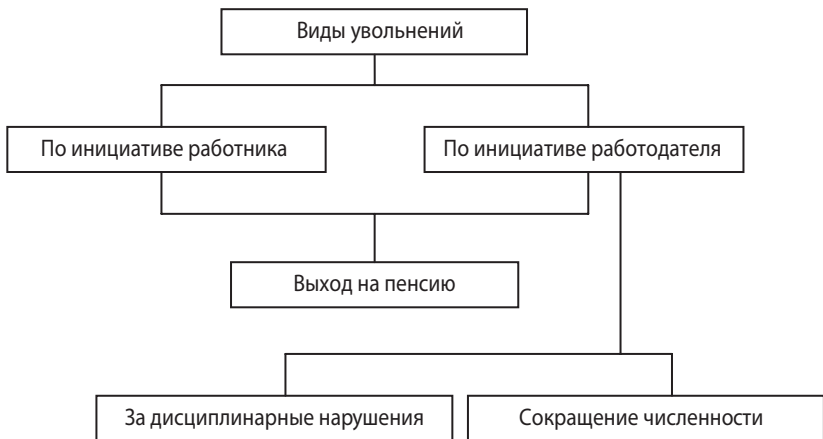 Виды увольнений
По инициативе работника
По инициативе работодателя
Выход на пенсию
За дисциплинарные нарушения
Сокращение численности